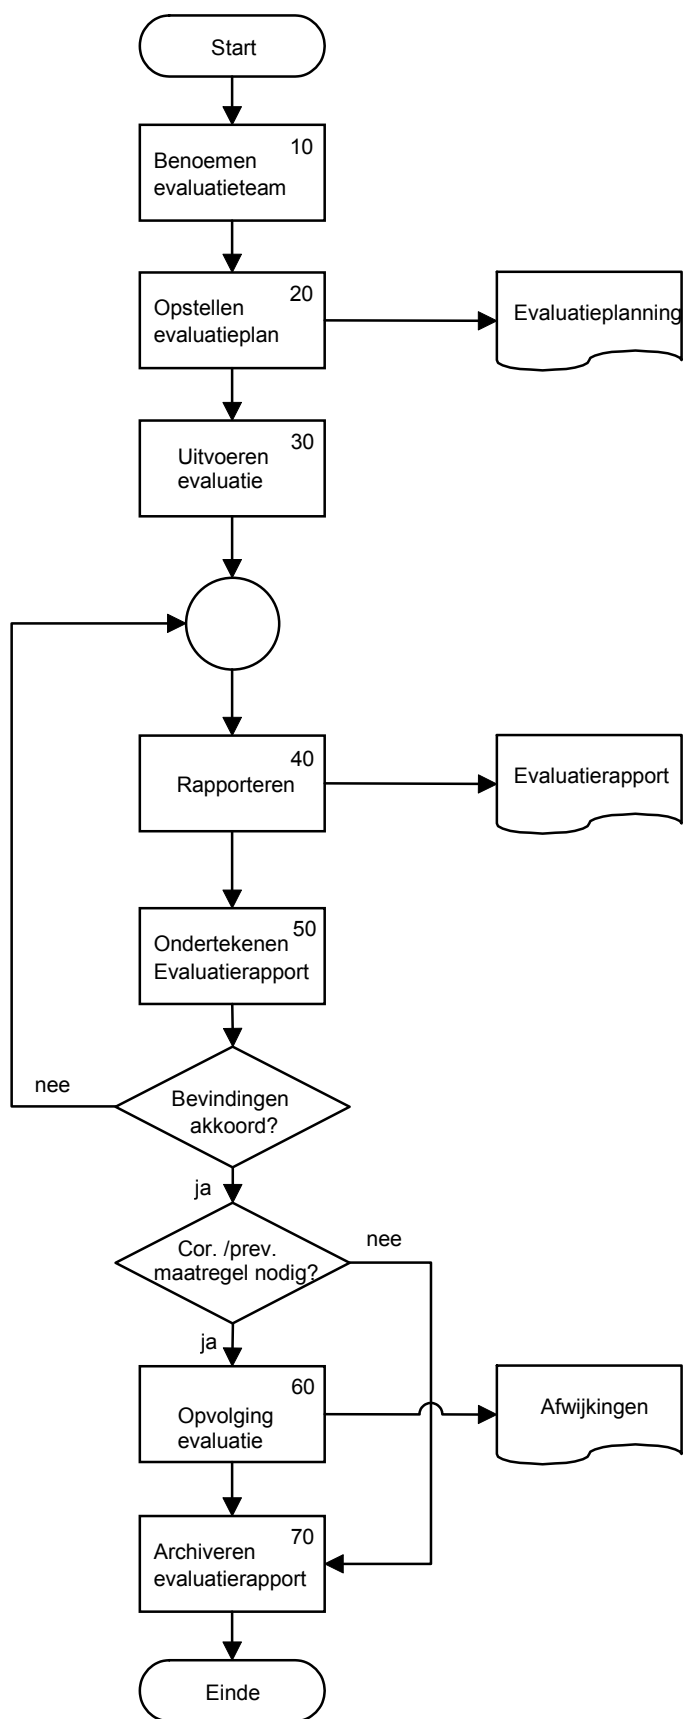 Start
10
Benoemen
evaluatieteam
20
Opstellen
evaluatieplan
Evaluatieplanning
30
Uitvoeren
evaluatie
40
Rapporteren
Evaluatierapport
50
Ondertekenen
Evaluatierapport
nee
Bevindingen
akkoord?
ja
nee
Cor. /prev.
maatregel nodig?
ja
60
Opvolging
evaluatie
Afwijkingen
70
Archiveren
evaluatierapport
Einde